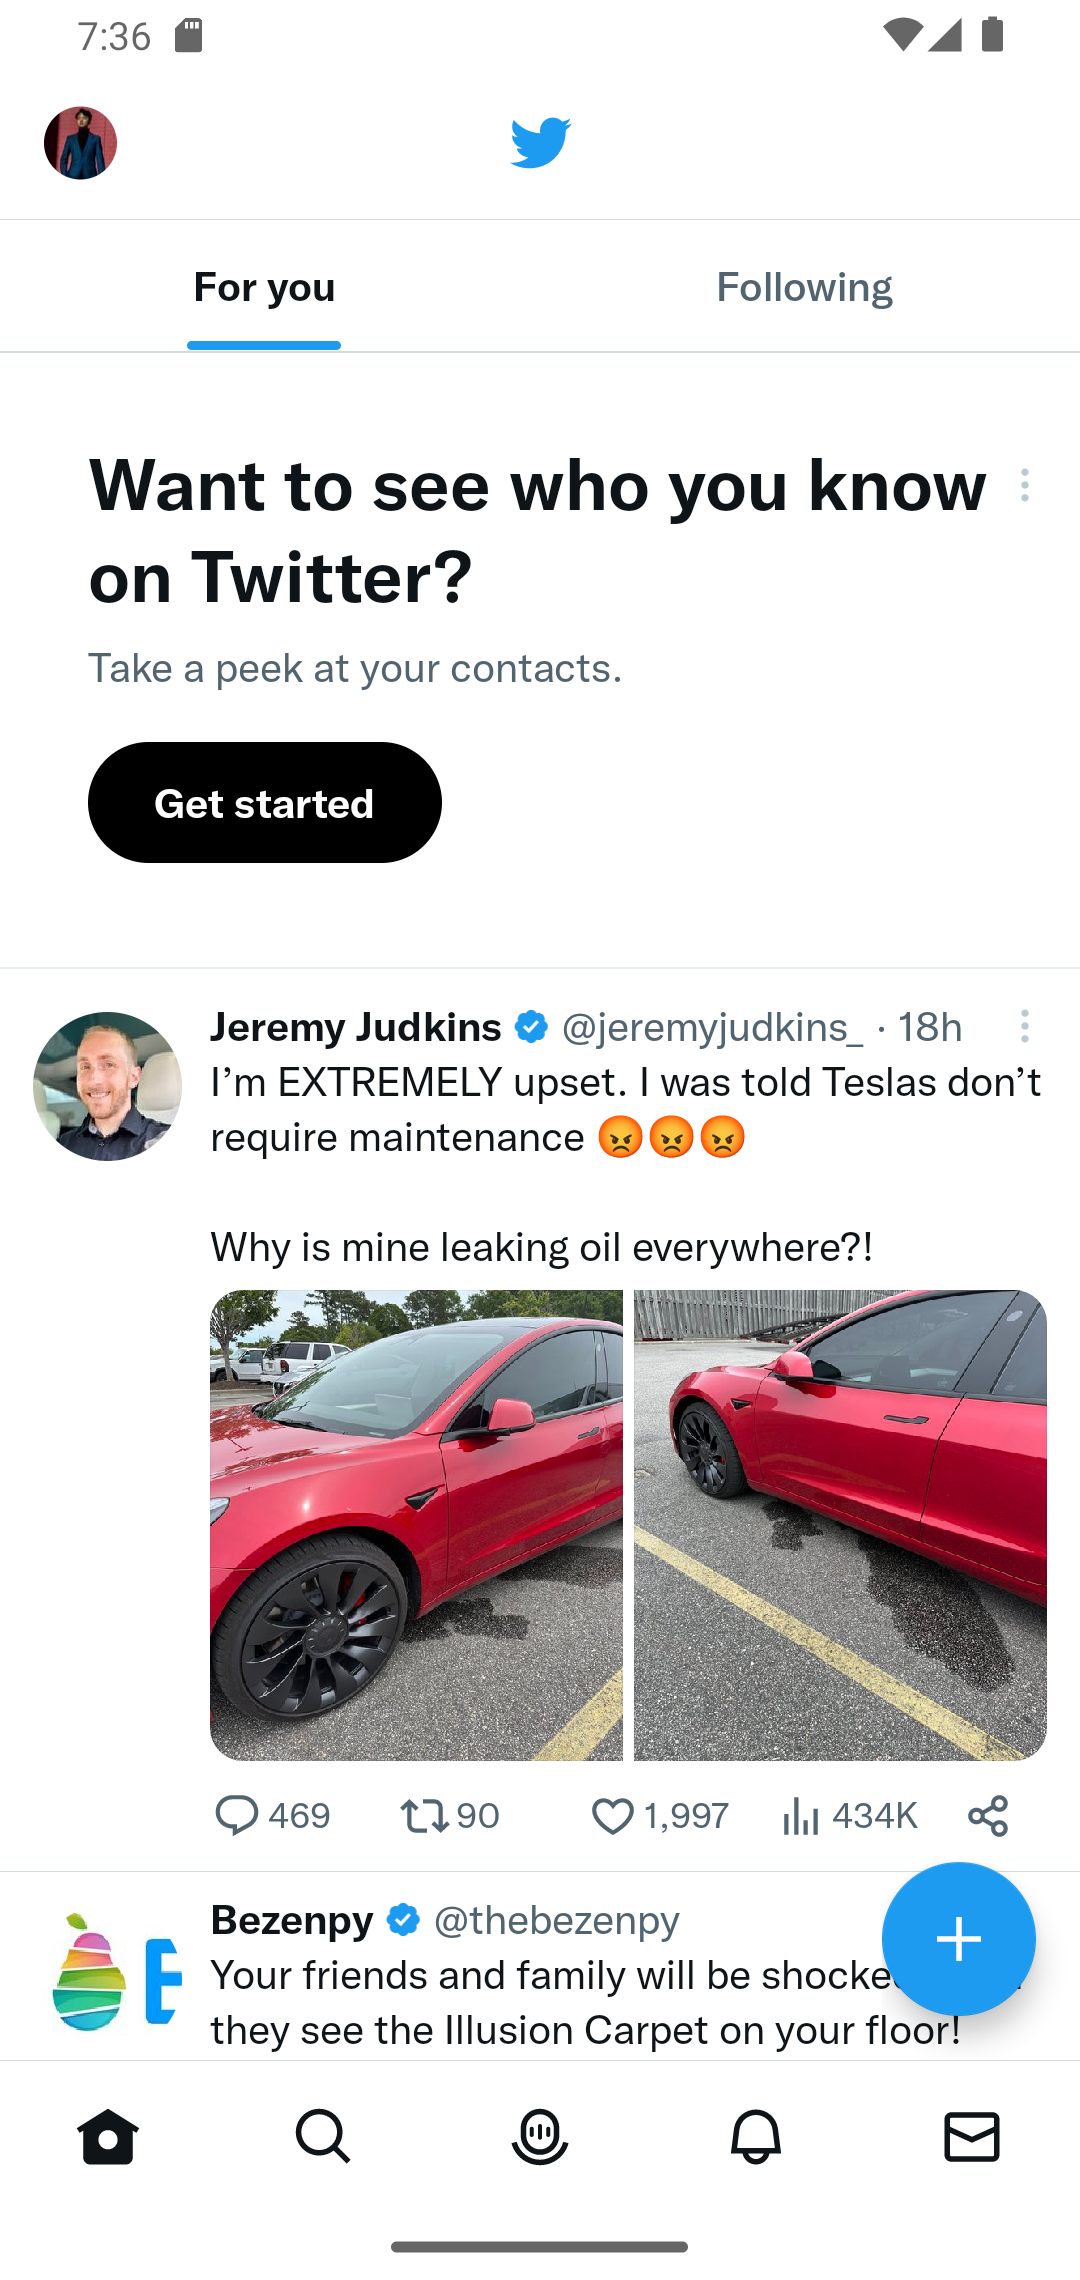 7:36
For you
Following
Want to see who you know
on Twitter?
Take a peek at your contacts.
Get started
Jeremy Judkins @jeremyjudkins_ · 18h
I’m EXTREMELY upset. I was told Teslas don’t
require maintenance 😡😡😡
Why is mine leaking oil everywhere?!
469 90 1,997 434K
Bezenpy @thebezenpy
Your friends and family will be
they see the Illusion Carpet on your floor!